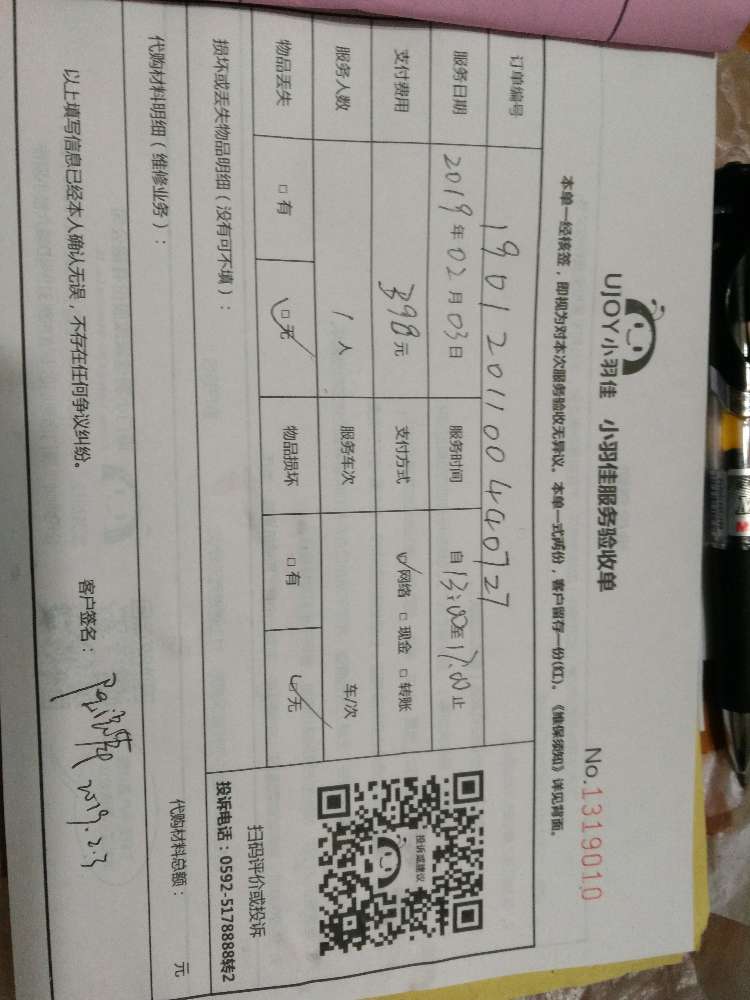 UJOY小羽佳 小羽佳服务验收单
No.1319010
本单一经核签，即视为对本次服务验收无异议。本单一式两份，客户留存一份(红)。《维保须知》详见背面。
订单编号 19012011004440727
服务日期 2019年02月03日 服务时间 自13:00至17:00止
支付费用 398元 支付方式 ☑网络 □现金 □转账
服务人数 1人 服务车次 车/次
物品丢失 □有 ☑无 物品损坏 □有 ☑无
投诉或建议
扫码评价或投诉
投诉电话：0592-5178888转2
损坏或丢失物品明细（没有可不填）：
代购材料明细（维修业务）：
代购材料总额： 元
以上填写信息已经本人确认无误，不存在任何争议纠纷。
客户签名： 2019.2.3